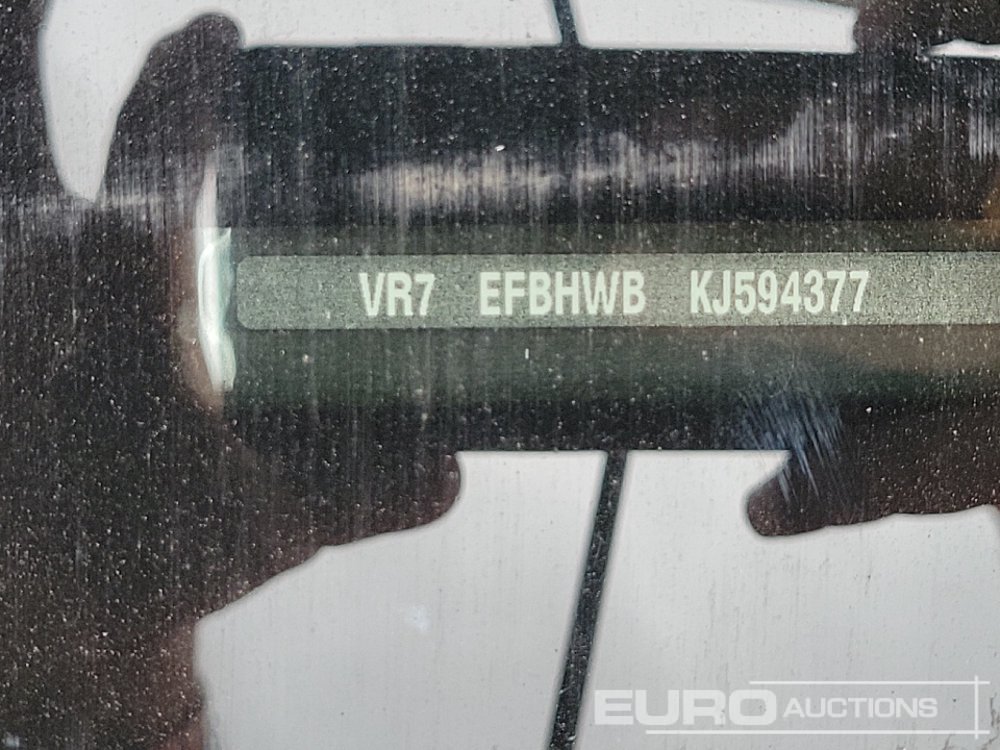 VR7 EFBHWB KJ594377
EURO AUCTIONS